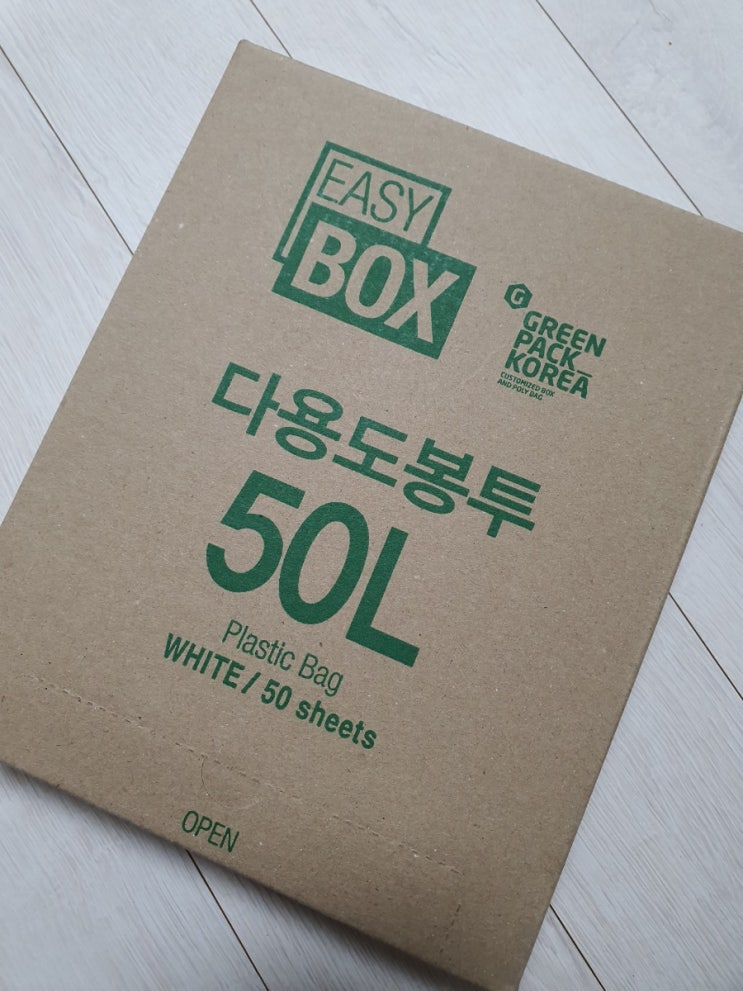 EASY
BOX
G
GREEN
PACK_
KOREA
CUSTOMIZED BOX
AND POLY BAG
다용도봉투
50L
Plastic Bag
WHITE / 50 sheets
OPEN